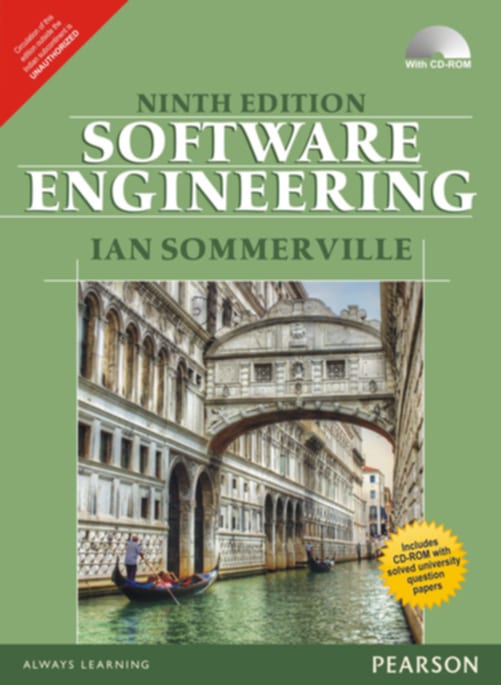 Circulation of this
edition outside the
Indian subcontinent is
UNAUTHORIZED
With CD-ROM
NINTH EDITION
SOFTWARE
ENGINEERING
IAN SOMMERVILLE
Includes
CD-ROM with
solved university
question
papers
ALWAYS LEARNING
PEARSON